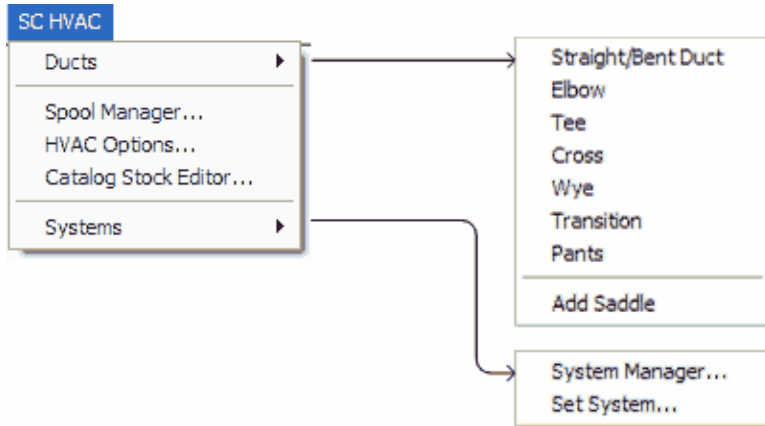 SC HVAC
Ducts
Spool Manager...
HVAC Options...
Catalog Stock Editor...
Systems
Straight/Bent Duct
Elbow
Tee
Cross
Wye
Transition
Pants
Add Saddle
System Manager...
Set System...